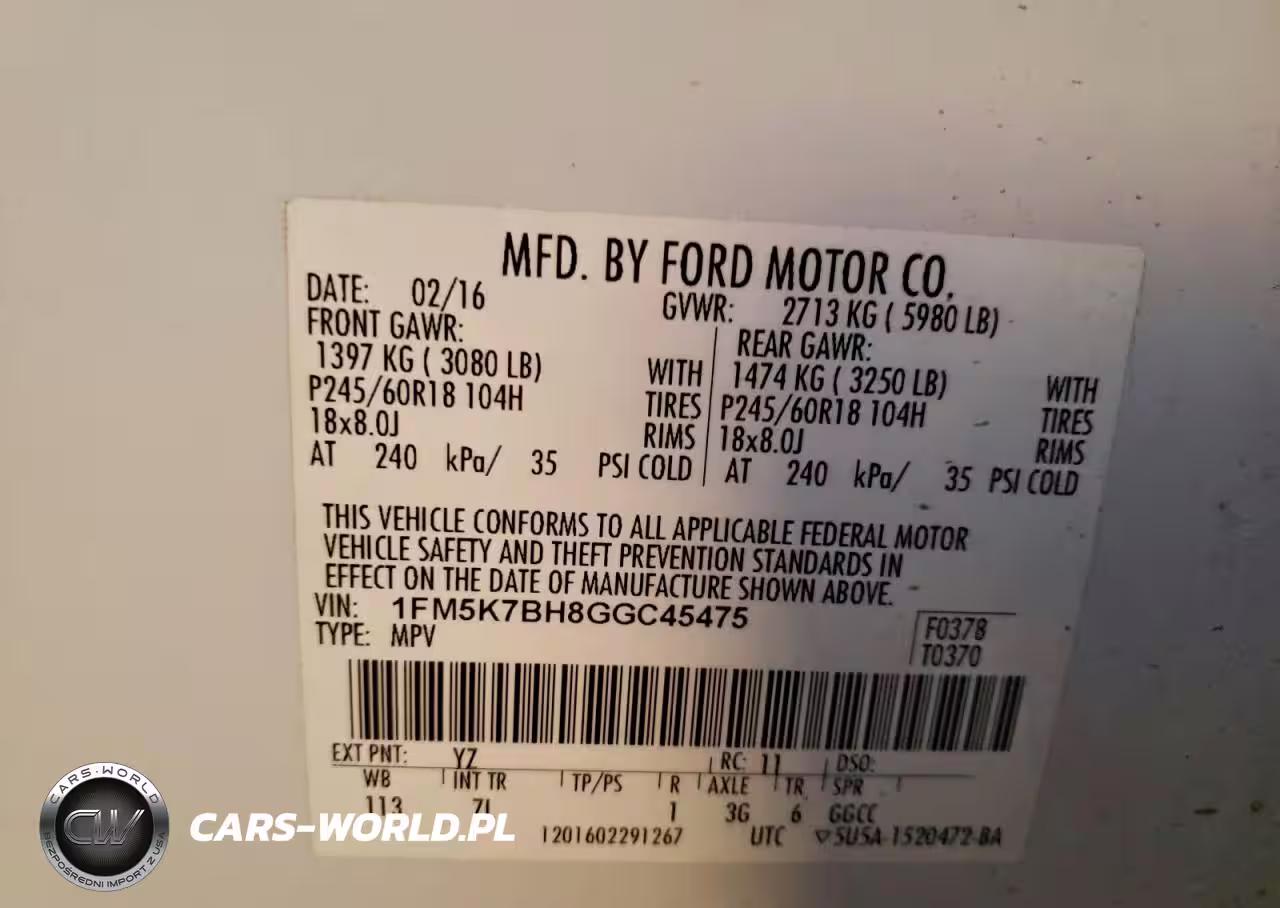 MFD. BY FORD MOTOR CO.
DATE: 02/16 GVWR: 2713 KG ( 5980 LB)
FRONT GAWR: REAR GAWR:
1397 KG ( 3080 LB) WITH 1474 KG ( 3250 LB) WITH
P245/60R18 104H TIRES P245/60R18 104H TIRES
18x8.0J RIMS 18x8.0J RIMS
AT 240 kPa/ 35 PSI COLD AT 240 kPa/ 35 PSI COLD
THIS VEHICLE CONFORMS TO ALL APPLICABLE FEDERAL MOTOR
VEHICLE SAFETY AND THEFT PREVENTION STANDARDS IN
EFFECT ON THE DATE OF MANUFACTURE SHOWN ABOVE.
VIN: 1FM5K7BH8GGC45475
TYPE: MPV
F0378
T0370
EXT PNT: YZ RC: 11 DSO:
WB INT TR TP/PS R AXLE TR SPR
113 7L 1 3G 6 GGCC
1201602291267 UTC ▽5U5A-1520472-BA
CARS-WORLD
CW
BEZPOŚREDNI IMPORT Z USA
CARS-WORLD.PL